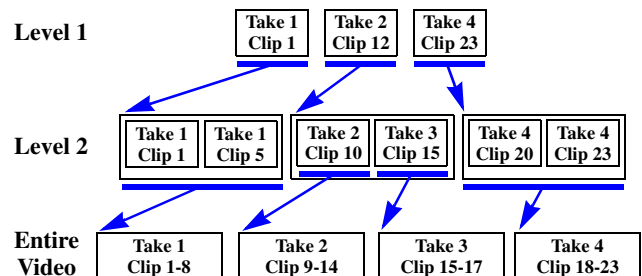 Level 1
Take 1
Clip 1
Take 2
Clip 12
Take 4
Clip 23
Level 2
Take 1
Clip 1
Take 1
Clip 5
Take 2
Clip 10
Take 3
Clip 15
Take 4
Clip 20
Take 4
Clip 23
Entire
Video
Take 1
Clip 1-8
Take 2
Clip 9-14
Take 3
Clip 15-17
Take 4
Clip 18-23